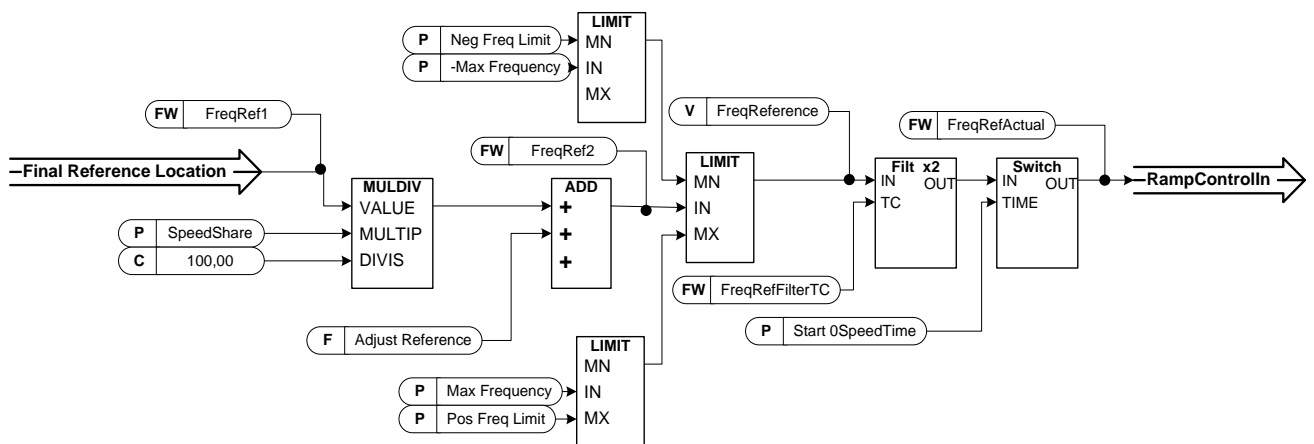 LIMIT
P Neg Freq Limit MN
P -Max Frequency IN
MX
FW FreqRef1
V FreqReference
FW FreqRefActual
FW FreqRef2
Final Reference Location
MULDIV
VALUE
P SpeedShare MULTIP
C 100,00 DIVIS
ADD
+
+
+
LIMIT
MN
IN
MX
Filt x2
IN OUT
TC
Switch
IN OUT
TIME
RampControlIn
FW FreqRefFilterTC
F Adjust Reference
P Start 0SpeedTime
LIMIT
MN
P Max Frequency IN
P Pos Freq Limit MX